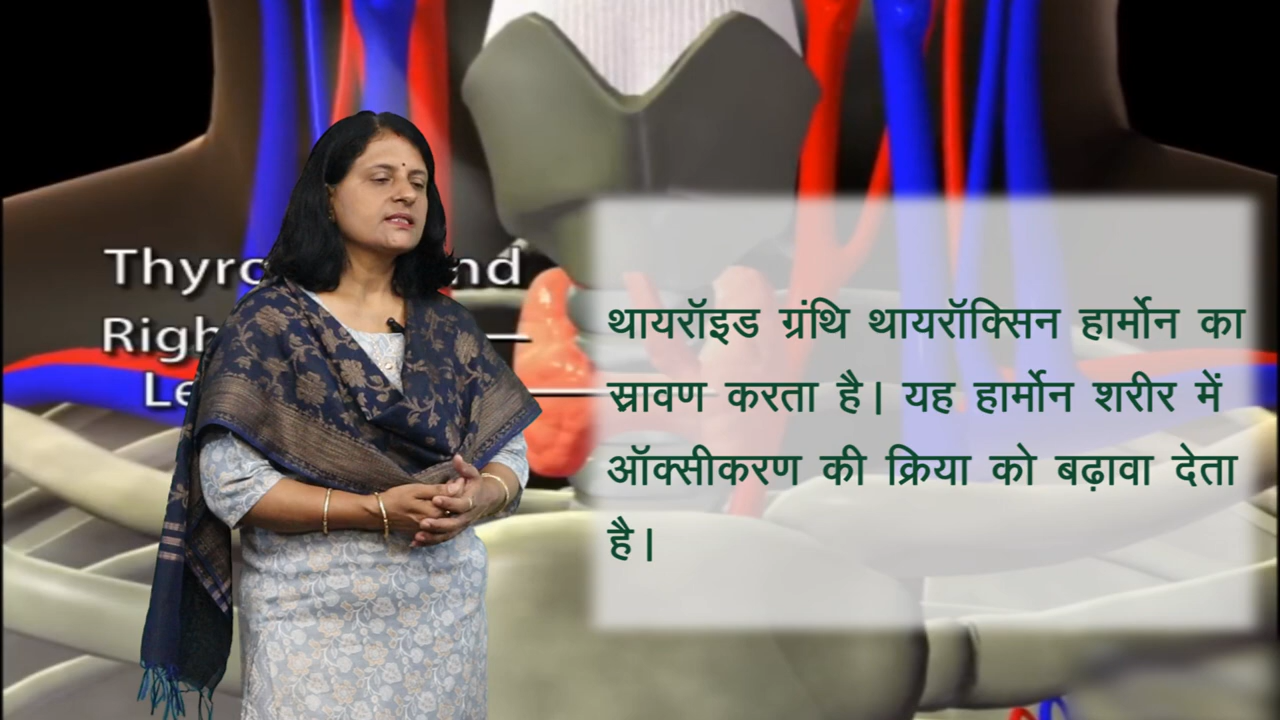 थायरॉइड ग्रंथि थायरॉक्सिन हार्मोन का
स्रावण करता है। यह हार्मोन शरीर में
ऑक्सीकरण की क्रिया को बढ़ावा देता
है।